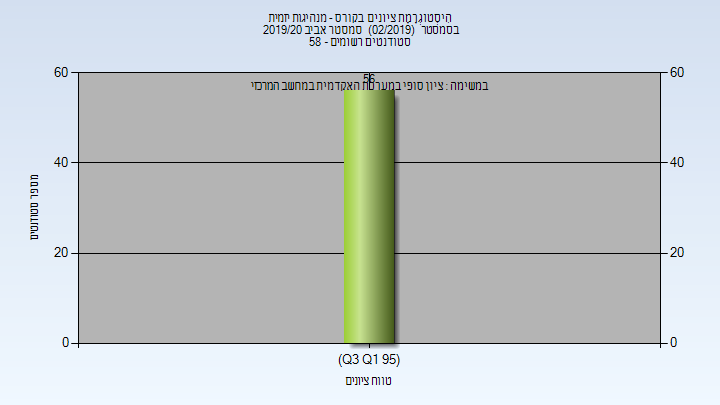 היסטוגרמת ציונים בקורס - מנהיגות יזמית
בסמסטר (02/2019) סמסטר אביב 2019/20
סטודנטים רשומים - 58
56
במשימה : ציון סופי במערכת האקדמית במחשב המרכזי
60
40
20
0
60
40
20
0
מספר סטודנטים
(Q3 Q1 95)
טווח ציונים